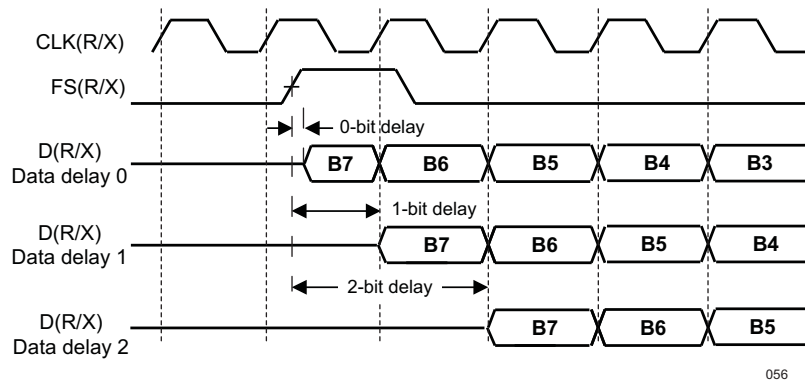 CLK(R/X)
FS(R/X)
0-bit delay
D(R/X)
Data delay 0
B7 B6 B5 B4 B3
1-bit delay
D(R/X)
Data delay 1
B7 B6 B5 B4
2-bit delay
D(R/X)
Data delay 2
B7 B6 B5
056